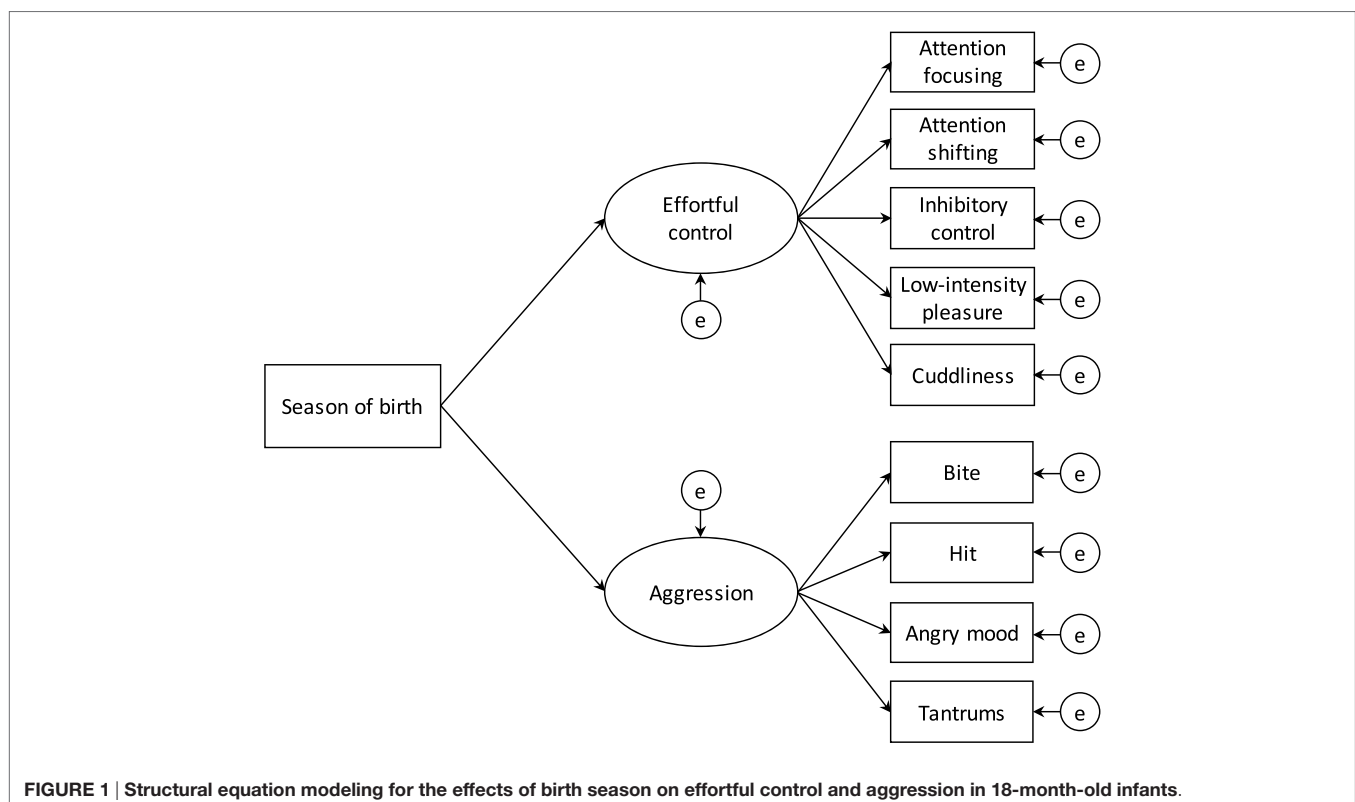 Attention
focusing
e
Attention
shifting
e
Effortful
control
Inhibitory
control
e
Low-intensity
pleasure
e
e
Cuddliness
e
Season of birth
Bite
e
e
Hit
e
Aggression
Angry mood
e
Tantrums
e
FIGURE 1 | Structural equation modeling for the effects of birth season on effortful control and aggression in 18-month-old infants.